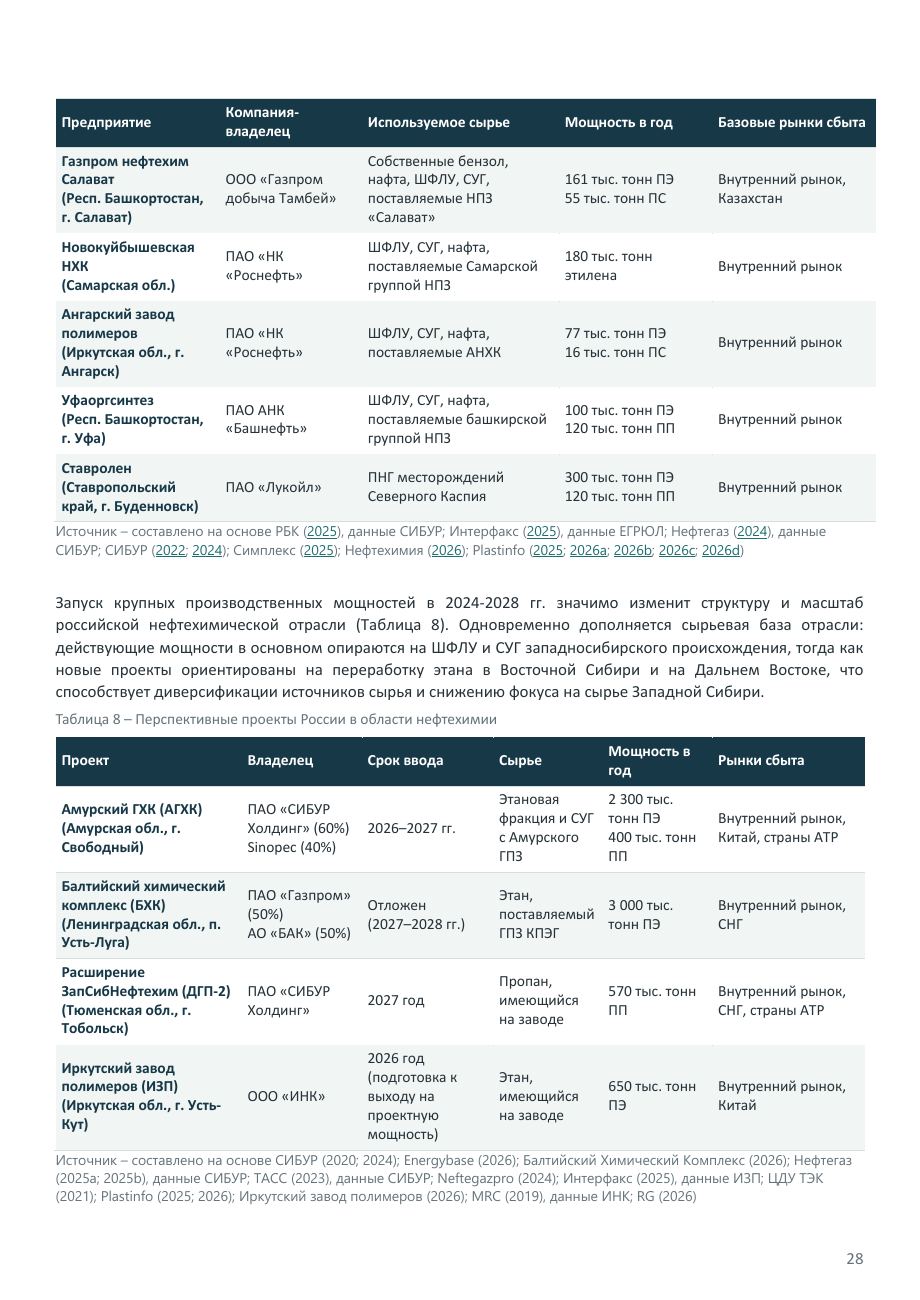 Предприятие
Компания-
владелец
Используемое сырье
Мощность в год
Базовые рынки сбыта
Газпром нефтехим
Салават
(Респ. Башкортостан,
г. Салават)
ООО «Газпром
добыча Тамбей»
Собственные бензол,
нафта, ШФЛУ, СУГ,
поставляемые НПЗ
«Салават»
161 тыс. тонн ПЭ
55 тыс. тонн ПС
Внутренний рынок,
Казахстан
Новокуйбышевская
НХК
(Самарская обл.)
ПАО «НК
«Роснефть»
ШФЛУ, СУГ, нафта,
поставляемые Самарской
группой НПЗ
180 тыс. тонн
этилена
Внутренний рынок
Ангарский завод
полимеров
(Иркутская обл., г.
Ангарск)
ПАО «НК
«Роснефть»
ШФЛУ, СУГ, нафта,
поставляемые АНХК
77 тыс. тонн ПЭ
16 тыс. тонн ПС
Внутренний рынок
Уфаоргсинтез
(Респ. Башкортостан,
г. Уфа)
ПАО АНК
«Башнефть»
ШФЛУ, СУГ, нафта,
поставляемые башкирской
группой НПЗ
100 тыс. тонн ПЭ
120 тыс. тонн ПП
Внутренний рынок
Ставролен
(Ставропольский
край, г. Буденновск)
ПАО «Лукойл»
ПНГ месторождений
Северного Каспия
300 тыс. тонн ПЭ
120 тыс. тонн ПП
Внутренний рынок
Источник – составлено на основе РБК (2025), данные СИБУР; Интерфакс (2025), данные ЕГРЮЛ; Нефтегаз (2024), данные
СИБУР; СИБУР (2022; 2024); Симплекс (2025); Нефтехимия (2026); Plastinfo (2025; 2026a; 2026b; 2026c; 2026d)
Запуск крупных производственных мощностей в 2024-2028 гг. значимо изменит структуру и масштаб
российской нефтехимической отрасли (Таблица 8). Одновременно дополняется сырьевая база отрасли:
действующие мощности в основном опираются на ШФЛУ и СУГ западносибирского происхождения, тогда как
новые проекты ориентированы на переработку этана в Восточной Сибири и на Дальнем Востоке, что
способствует диверсификации источников сырья и снижению фокуса на сырье Западной Сибири.
Таблица 8 – Перспективные проекты России в области нефтехимии
Проект
Владелец
Срок ввода
Сырье
Мощность в
год
Рынки сбыта
Амурский ГХК (АГХК)
(Амурская обл., г.
Свободный)
ПАО «СИБУР
Холдинг» (60%)
Sinopec (40%)
2026–2027 гг.
Этановая
фракция и СУГ
с Амурского
ГПЗ
2 300 тыс.
тонн ПЭ
400 тыс. тонн
ПП
Внутренний рынок,
Китай, страны АТР
Балтийский химический
комплекс (БХК)
(Ленинградская обл., п.
Усть-Луга)
ПАО «Газпром»
(50%)
АО «БАК» (50%)
Отложен
(2027–2028 гг.)
Этан,
поставляемый
ГПЗ КПЭГ
3 000 тыс.
тонн ПЭ
Внутренний рынок,
СНГ
Расширение
ЗапСибНефтехим (ДГП-2)
(Тюменская обл., г.
Тобольск)
ПАО «СИБУР
Холдинг»
2027 год
Пропан,
имеющийся
на заводе
570 тыс. тонн
ПП
Внутренний рынок,
СНГ, страны АТР
Иркутский завод
полимеров (ИЗП)
(Иркутская обл., г. Усть-
Кут)
ООО «ИНК»
2026 год
(подготовка к
выходу на
проектную
мощность)
Этан,
имеющийся
на заводе
650 тыс. тонн
ПЭ
Внутренний рынок,
Китай
Источник – составлено на основе СИБУР (2020; 2024); Energybase (2026); Балтийский Химический Комплекс (2026); Нефтегаз
(2025a; 2025b), данные СИБУР; ТАСС (2023), данные СИБУР; Neftegazpro (2024); Интерфакс (2025), данные ИЗП; ЦДУ ТЭК
(2021); Plastinfo (2025; 2026); Иркутский завод полимеров (2026); MRC (2019), данные ИНК; RG (2026)
28